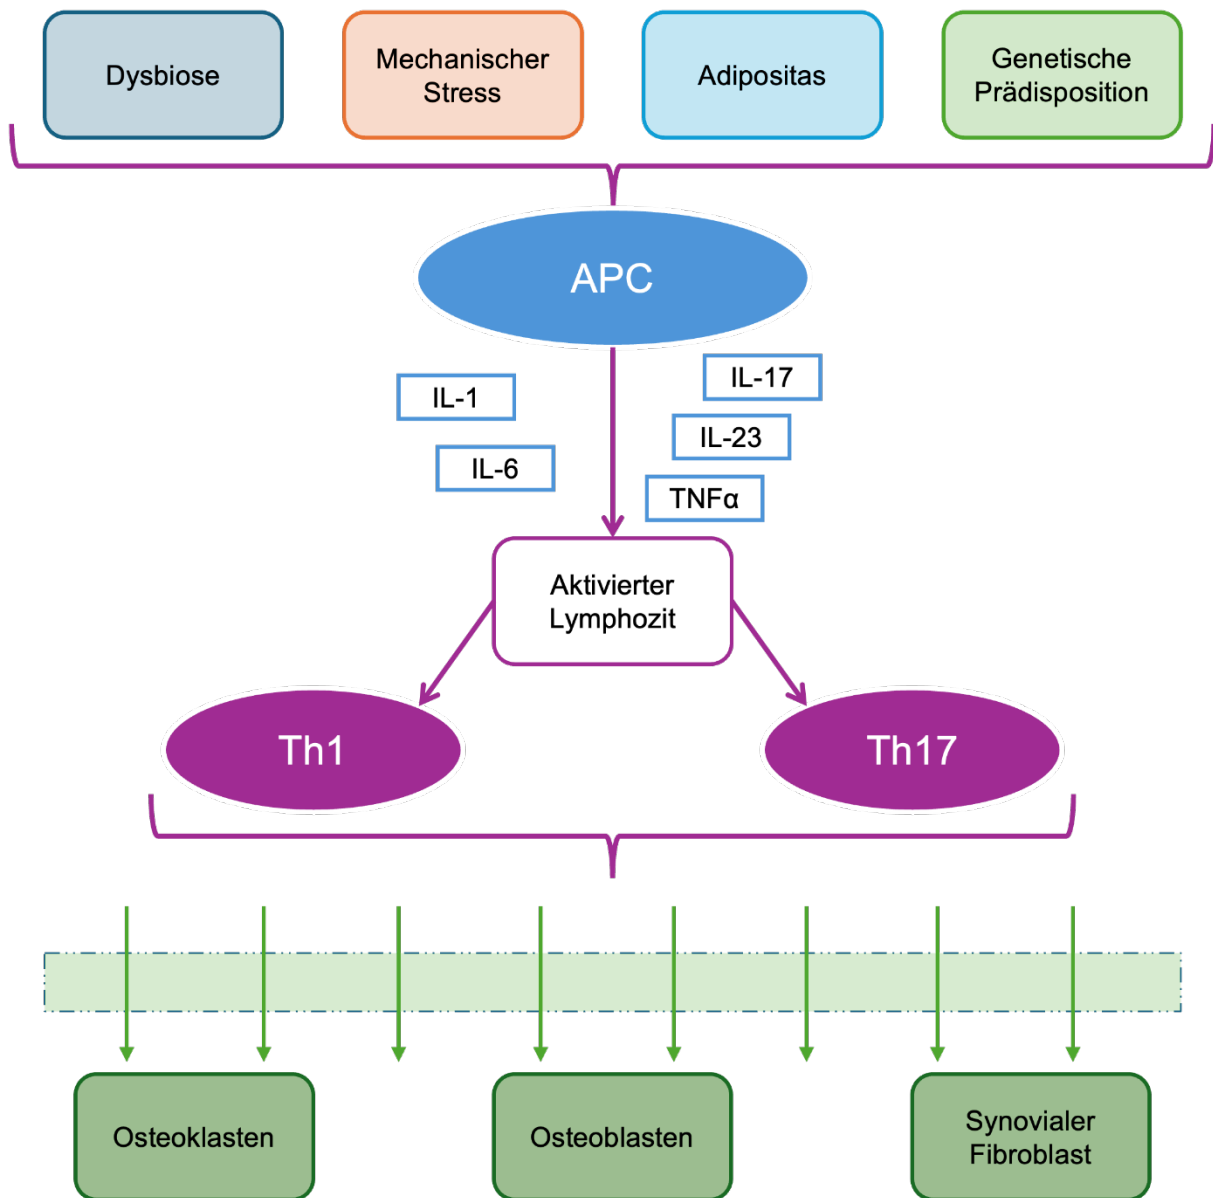 Dysbiose
Mechanischer
Stress
Adipositas
Genetische
Prädisposition
APC
IL-1
IL-17
IL-23
IL-6
TNFα
Aktivierter
Lymphozit
Th1
Th17
Osteoklasten
Osteoblasten
Synovialer
Fibroblast